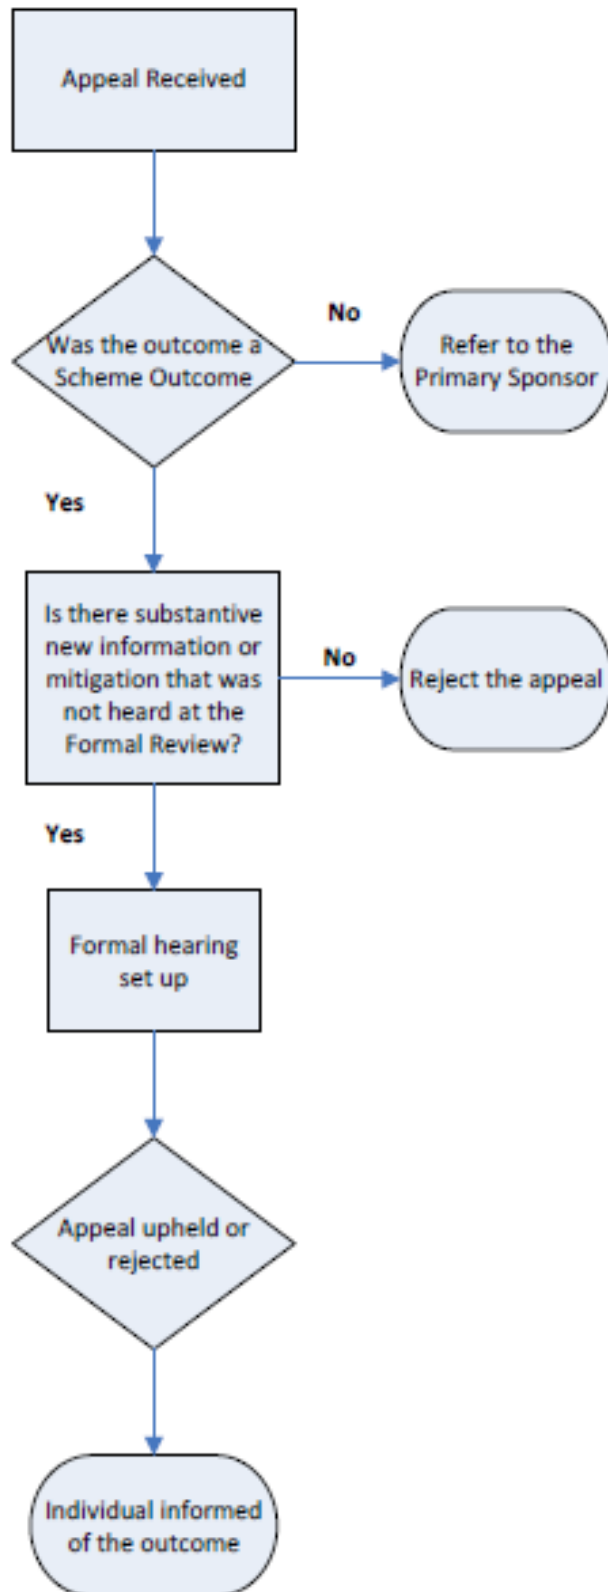 Appeal Received
Was the outcome a
Scheme Outcome
No
Refer to the
Primary Sponsor
Yes
Is there substantive
new information or
mitigation that was
not heard at the
Formal Review?
No
Reject the appeal
Yes
Formal hearing
set up
Appeal upheld or
rejected
Individual informed
of the outcome